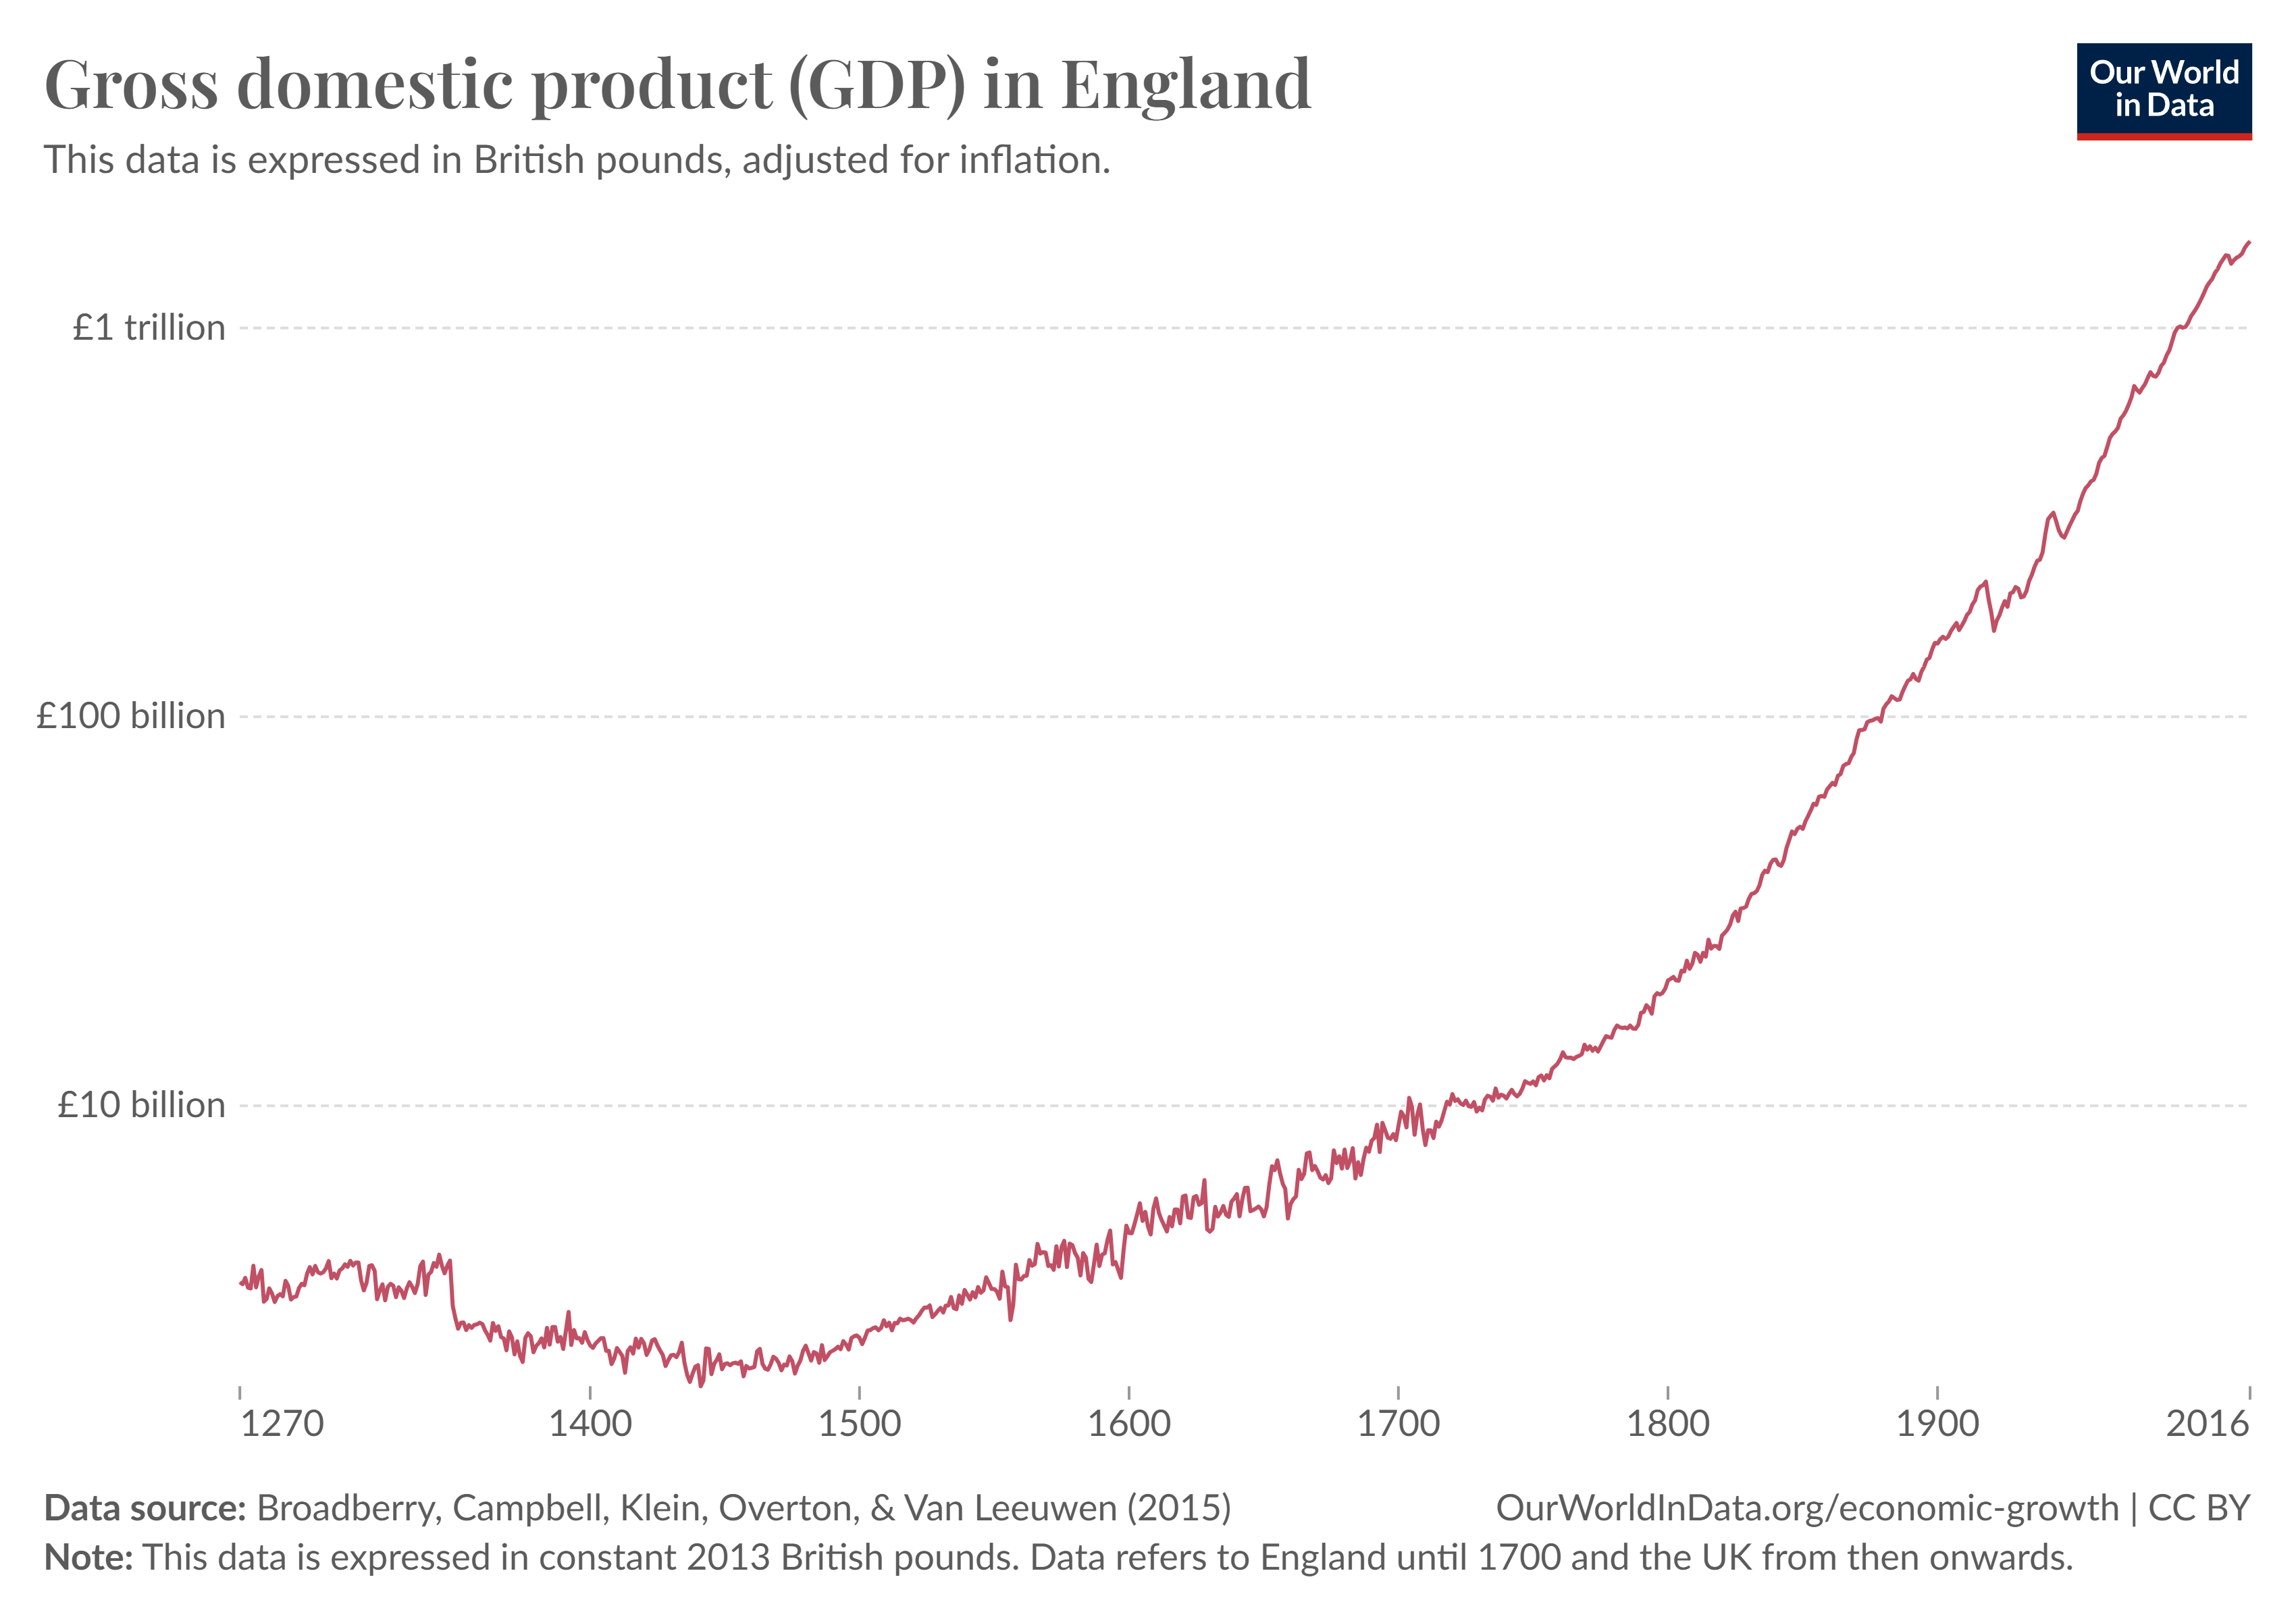 Gross domestic product (GDP) in England
This data is expressed in British pounds, adjusted for inflation.
Our World
in Data
£1 trillion
£100 billion
£10 billion
1270 1400 1500 1600 1700 1800 1900 2016
Data source: Broadberry, Campbell, Klein, Overton, & Van Leeuwen (2015)
OurWorldInData.org/economic-growth | CC BY
Note: This data is expressed in constant 2013 British pounds. Data refers to England until 1700 and the UK from then onwards.